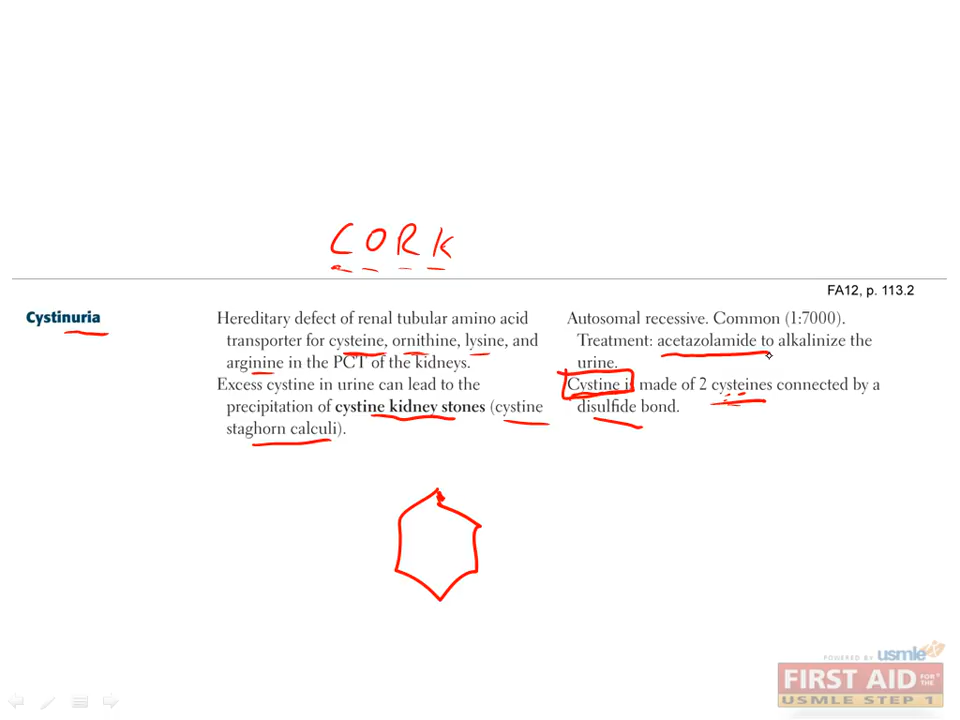 CORK
FA12, p. 113.2
Cystinuria
Hereditary defect of renal tubular amino acid
transporter for cysteine, ornithine, lysine, and
arginine in the PCT of the kidneys.
Excess cystine in urine can lead to the
precipitation of cystine kidney stones (cystine
staghorn calculi).
Autosomal recessive. Common (1:7000).
Treatment: acetazolamide to alkalinize the
urine.
Cystine is made of 2 cysteines connected by a
disulfide bond.
POWERED BY usmle
FIRST AID FOR THE
USMLE STEP 1